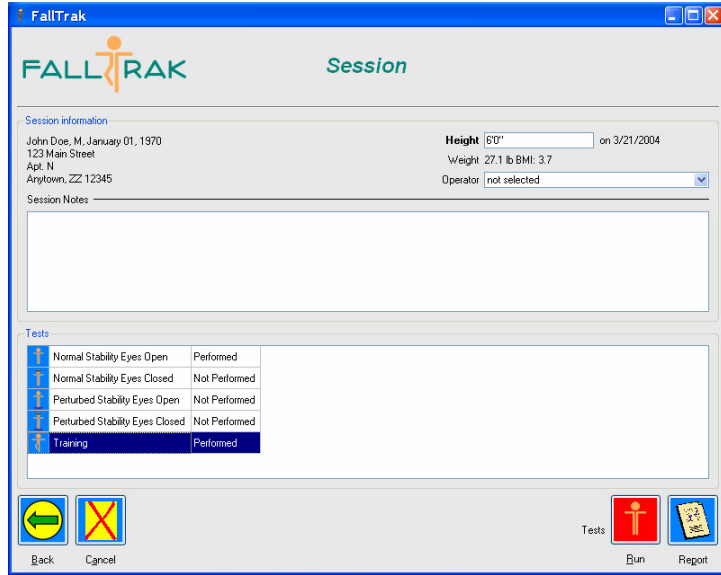 FallTrak
FALLTRAK
Session
Session information
John Doe, M, January 01, 1970
123 Main Street
Apt. N
Anytown, ZZ 12345
Height 6'0" on 3/21/2004
Weight 27.1 lb BMI: 3.7
Operator not selected
Session Notes
Tests
Normal Stability Eyes Open Performed
Normal Stability Eyes Closed Not Performed
Perturbed Stability Eyes Open Not Performed
Perturbed Stability Eyes Closed Not Performed
Training Performed
Tests
Back Cancel Run Report